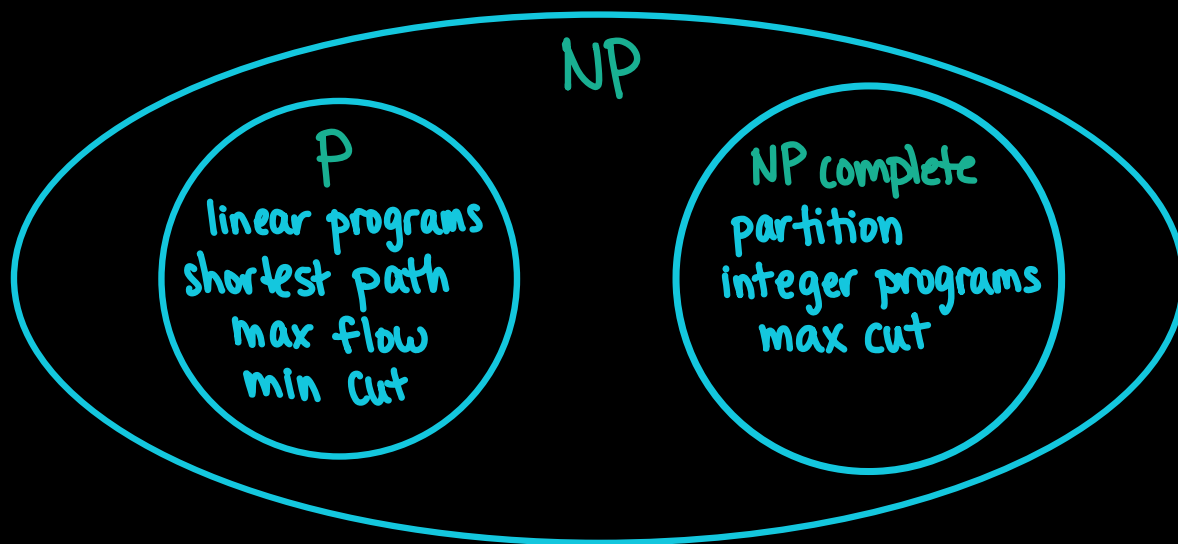 NP
P
linear programs
shortest path
max flow
min cut
NP complete
partition
integer programs
max cut